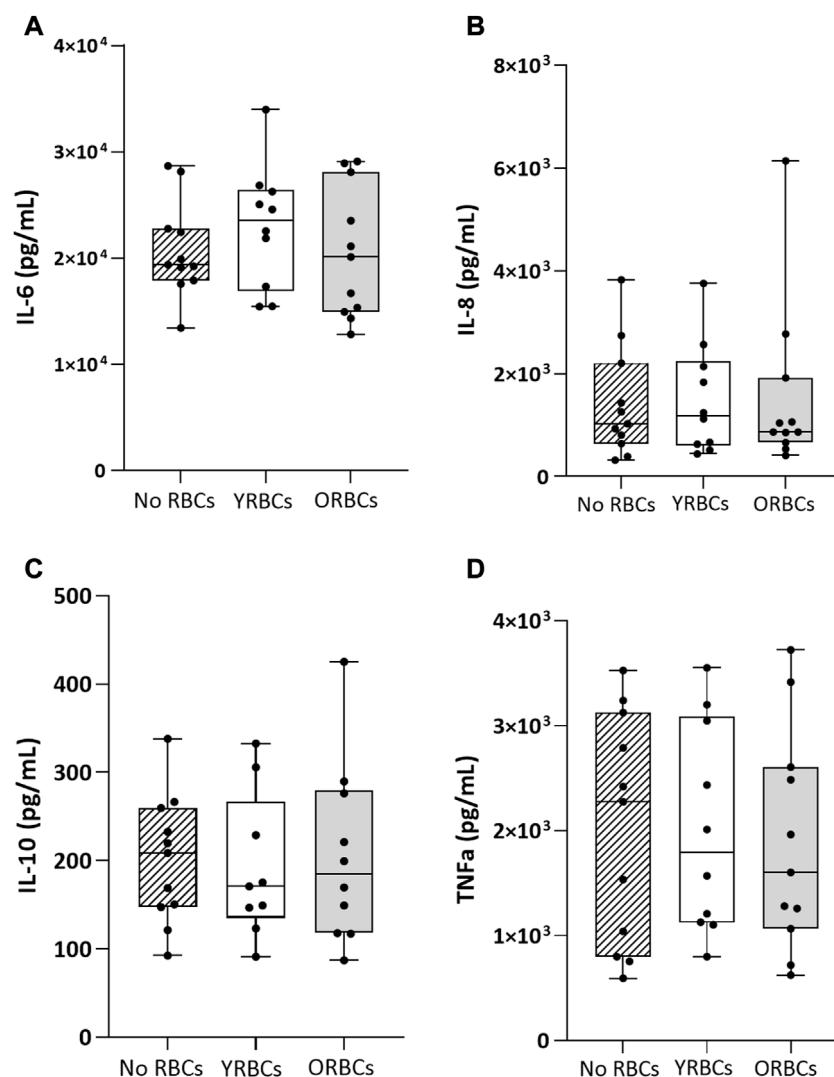 A
IL-6 (pg/mL)
4×10⁴
3×10⁴
2×10⁴
1×10⁴
0
No RBCs YRBCs ORBCs
B
IL-8 (pg/mL)
8×10³
6×10³
4×10³
2×10³
0
No RBCs YRBCs ORBCs
C
IL-10 (pg/mL)
500
400
300
200
100
0
No RBCs YRBCs ORBCs
D
TNFa (pg/mL)
4×10³
3×10³
2×10³
1×10³
0
No RBCs YRBCs ORBCs